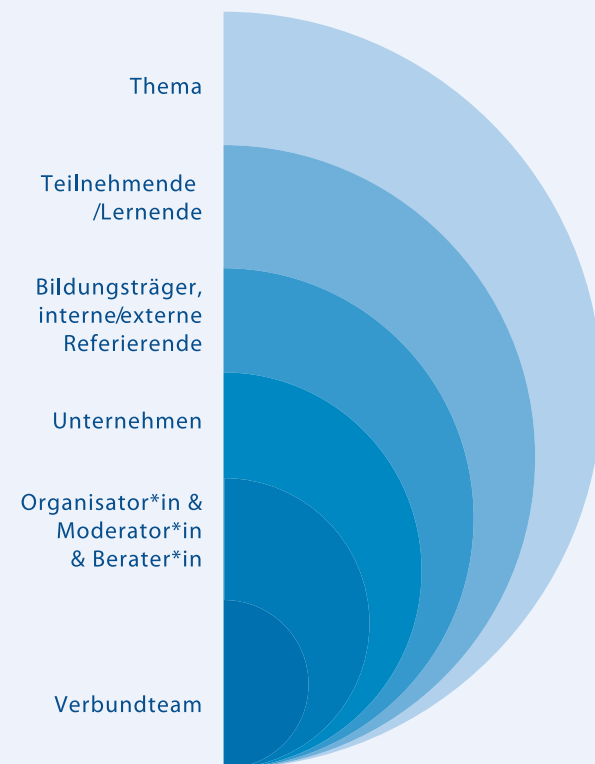 Thema
Teilnehmende
/Lernende
Bildungsträger,
interne/externe
Referierende
Unternehmen
Organisator*in &
Moderator*in
& Berater*in
Verbundteam